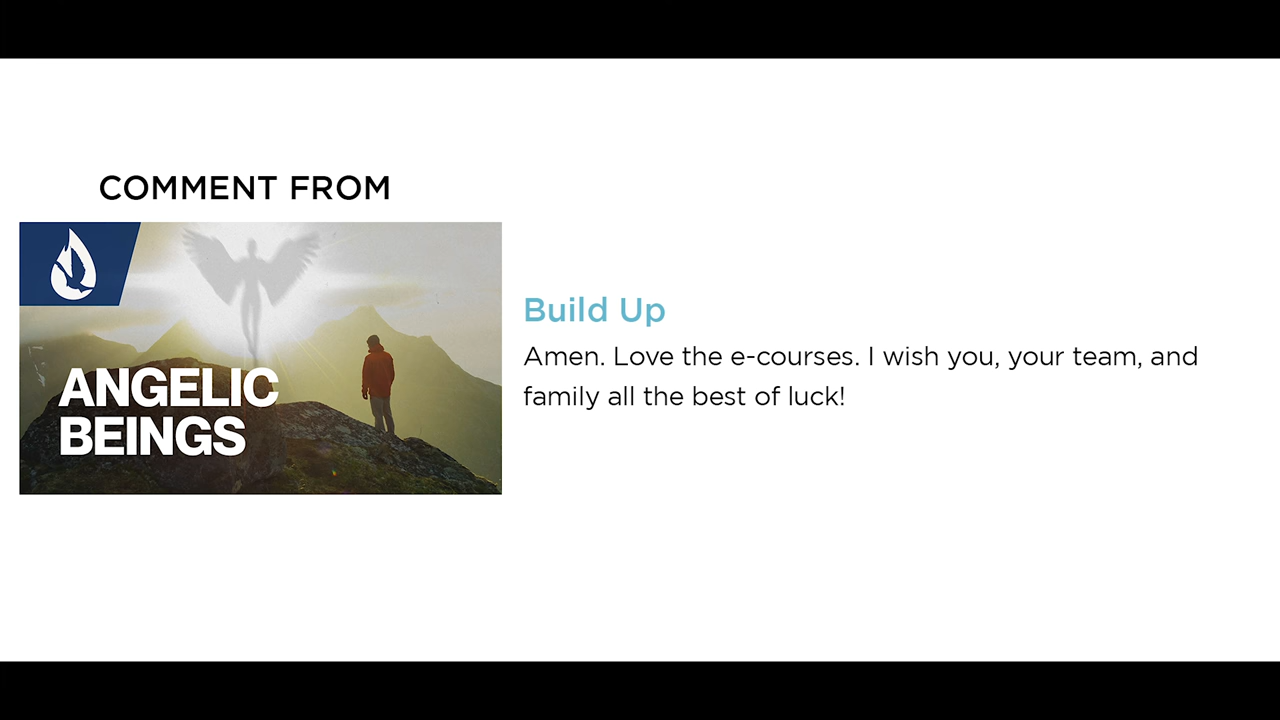 COMMENT FROM
ANGELIC
BEINGS
Build Up
Amen. Love the e-courses. I wish you, your team, and
family all the best of luck!